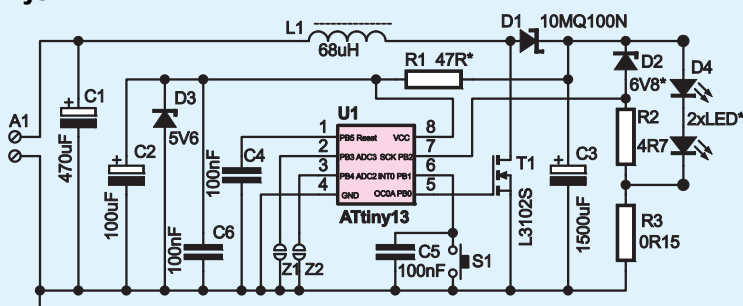 L1
68uH
D1
10MQ100N
R1 47R*
D2
6V8*
D4
C1
470uF
A1
D3
5V6
U1
2xLED*
R2
4R7
C2
100uF
100nF
C4
1
2
3
4
PB5 Reset
PB3 ADC3
PB4 ADC2
GND
VCC
SCK PB2
INT0 PB1
OC0A PB0
8
7
6
5
ATtiny13
T1
L3102S
C3
1500uF
R3
0R15
C6
100nF
Z1
Z2
C5
100nF
S1